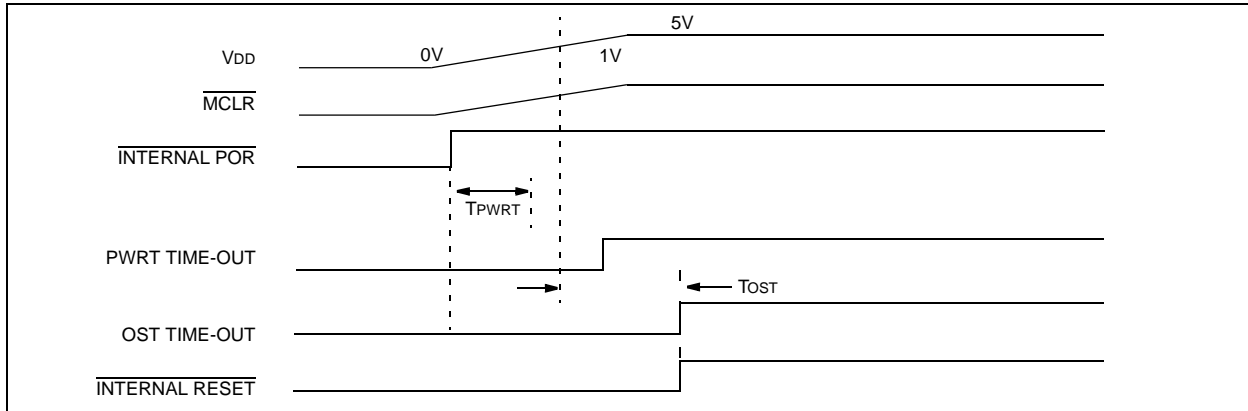 5V
VDD 0V 1V
MCLR
INTERNAL POR
TPWRT
PWRT TIME-OUT
TOST
OST TIME-OUT
INTERNAL RESET